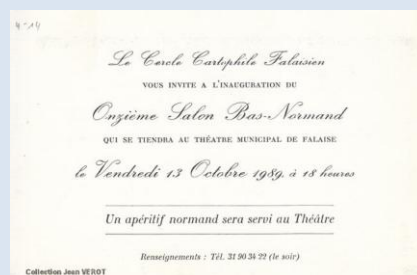 Le Cercle Cartophile Falaisien
VOUS INVITE A L'INAUGURATION DU
Onzième Salon Bas-Normand
QUI SE TIENDRA AU THÉATRE MUNICIPAL DE FALAISE
le Vendredi 13 Octobre 1989, à 18 heures
Un apéritif normand sera servi au Théâtre
Renseignements : Tél. 31 90 34 22 (le soir)
Collection Jean VEROT